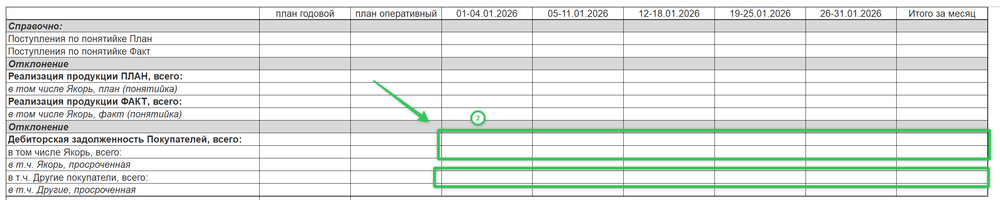 план годовой план оперативный 01-04.01.2026 05-11.01.2026 12-18.01.2026 19-25.01.2026 26-31.01.2026 Итого за месяц
Справочно:
Поступления по понятийке План
Поступления по понятийке Факт
Отклонение
Реализация продукции ПЛАН, всего:
в том числе Якорь, план (понятийка)
Реализация продукции ФАКТ, всего:
в том числе Якорь, факт (понятийка)
2
Отклонение
Дебиторская задолженность Покупателей, всего:
в том числе Якорь, всего:
в т.ч. Якорь, просроченная
в т.ч. Другие покупатели, всего:
в т.ч. Другие, просроченная